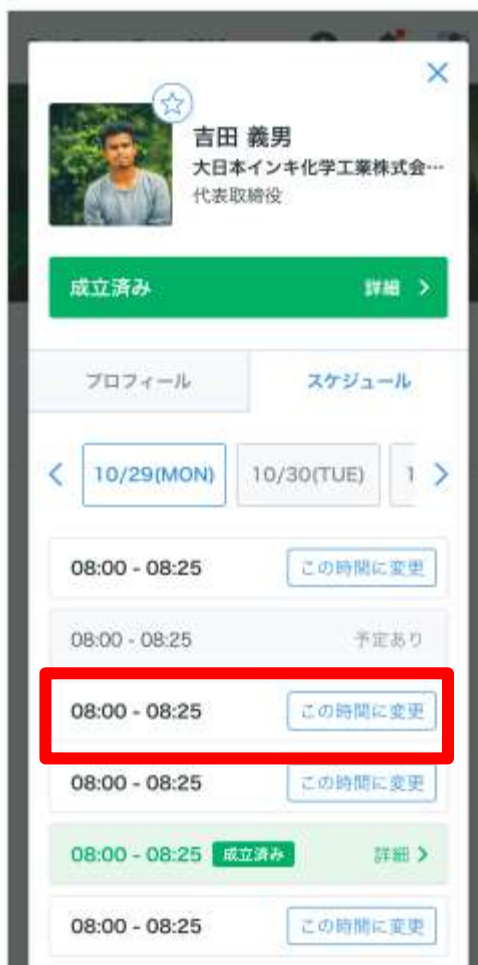 吉田 義男
大日本インキ化学工業株式会…
代表取締役
成立済み 詳細
プロフィール スケジュール
10/29(MON) 10/30(TUE) 1
08:00 - 08:25 この時間に変更
08:00 - 08:25 予定あり
08:00 - 08:25 この時間に変更
08:00 - 08:25 この時間に変更
08:00 - 08:25 成立済み 詳細
08:00 - 08:25 この時間に変更